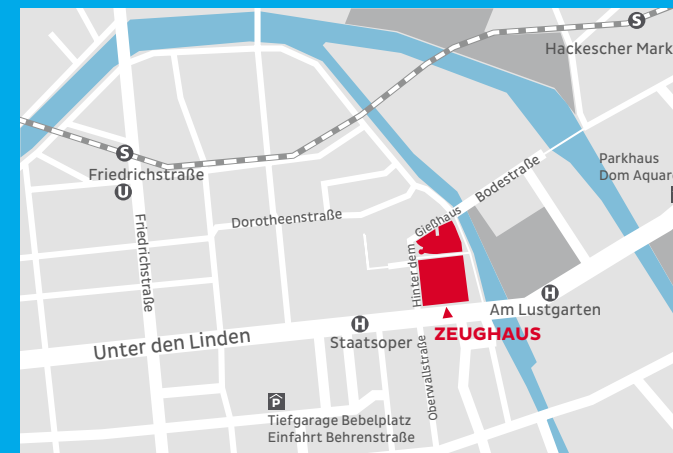 S
Hackescher Mark
S
Friedrichstraße
U
Parkhaus
Dom Aquar
Bodestraße
Gießhaus
Hinter dem
Dorotheenstraße
Friedrichstraße
H
Am Lustgarten
H
Staatsoper
ZEUGHAUS
Unter den Linden
Oberwallstraße
P
Tiefgarage Bebelplatz
Einfahrt Behrenstraße